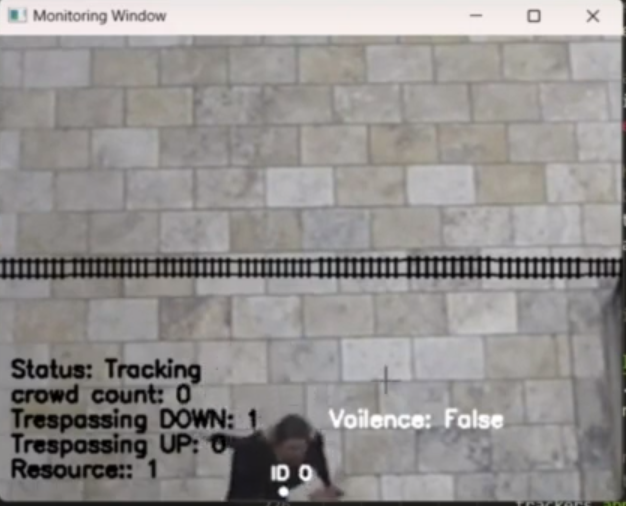 Monitoring Window
Status: Tracking
crowd count: 0
Trespassing DOWN: 1
Voilence: False
Trespassing UP: 0
Resource:: 1
ID 0